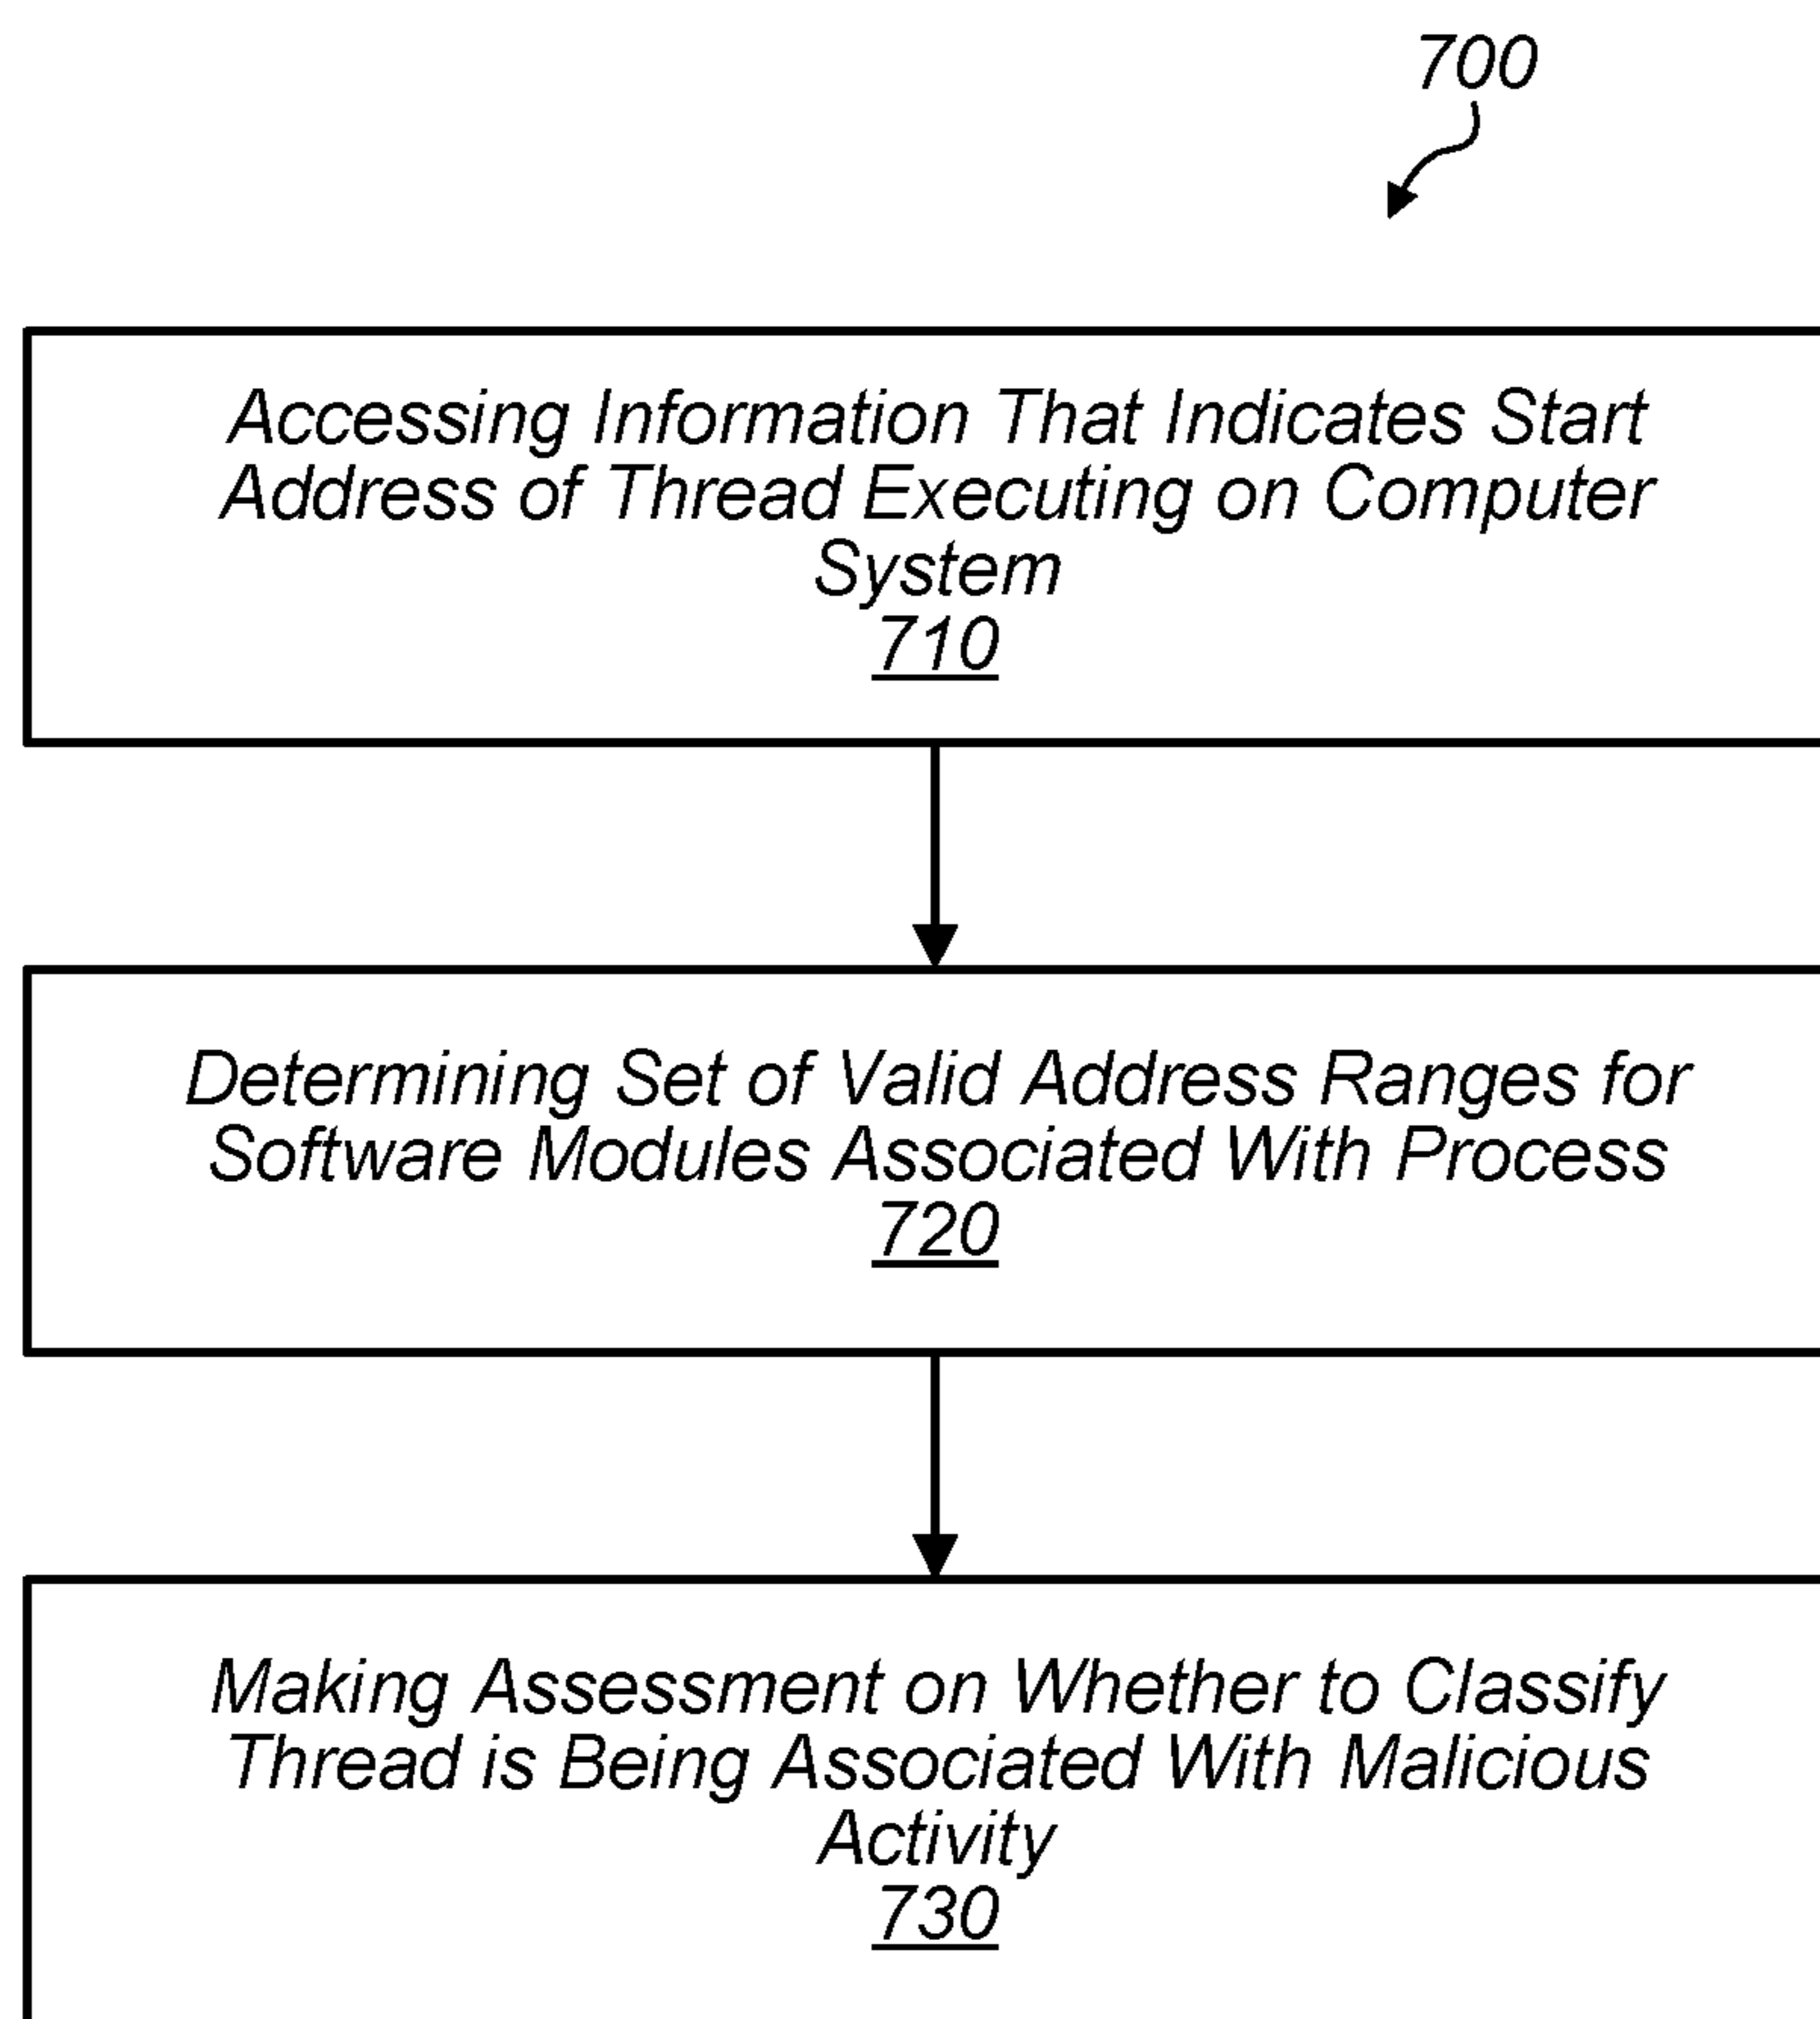 700
Accessing Information That Indicates Start
Address of Thread Executing on Computer
System
710
Determining Set of Valid Address Ranges for
Software Modules Associated With Process
720
Making Assessment on Whether to Classify
Thread is Being Associated With Malicious
Activity
730